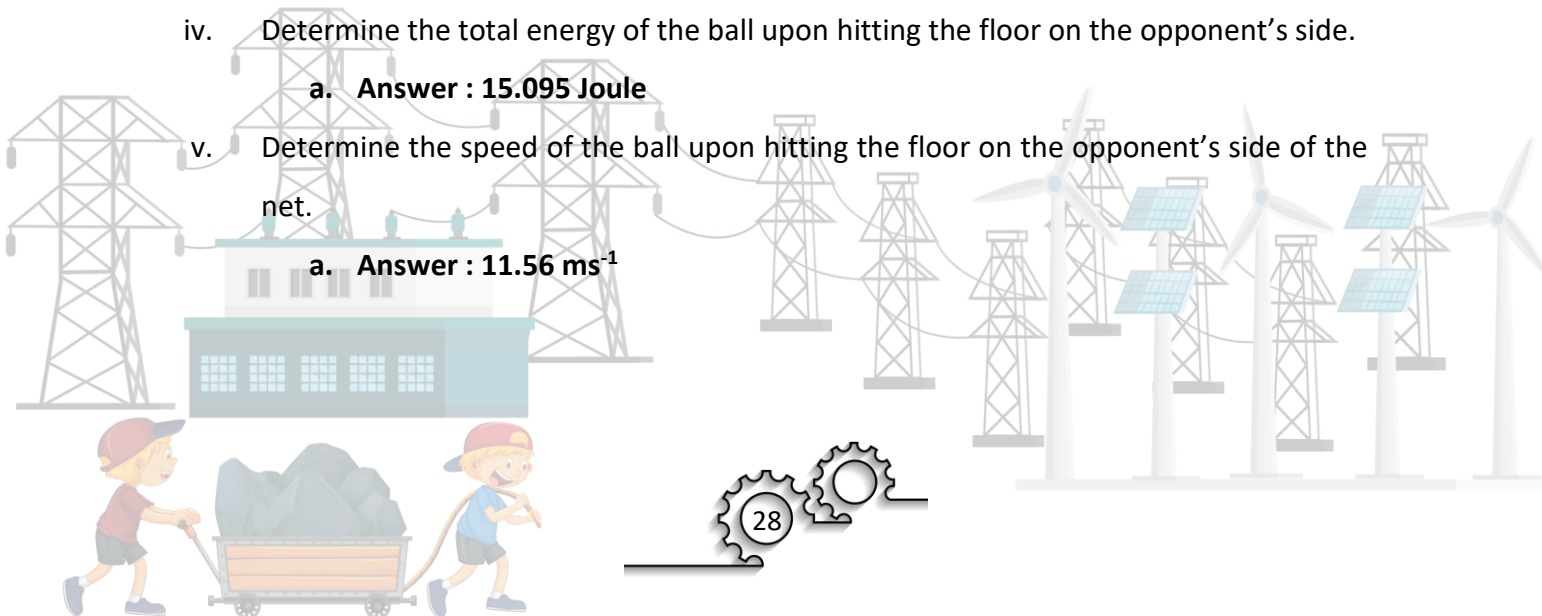 iv. Determine the total energy of the ball upon hitting the floor on the opponent’s side.
a. Answer : 15.095 Joule
v. Determine the speed of the ball upon hitting the floor on the opponent’s side of the
net.
a. Answer : 11.56 ms⁻¹
28